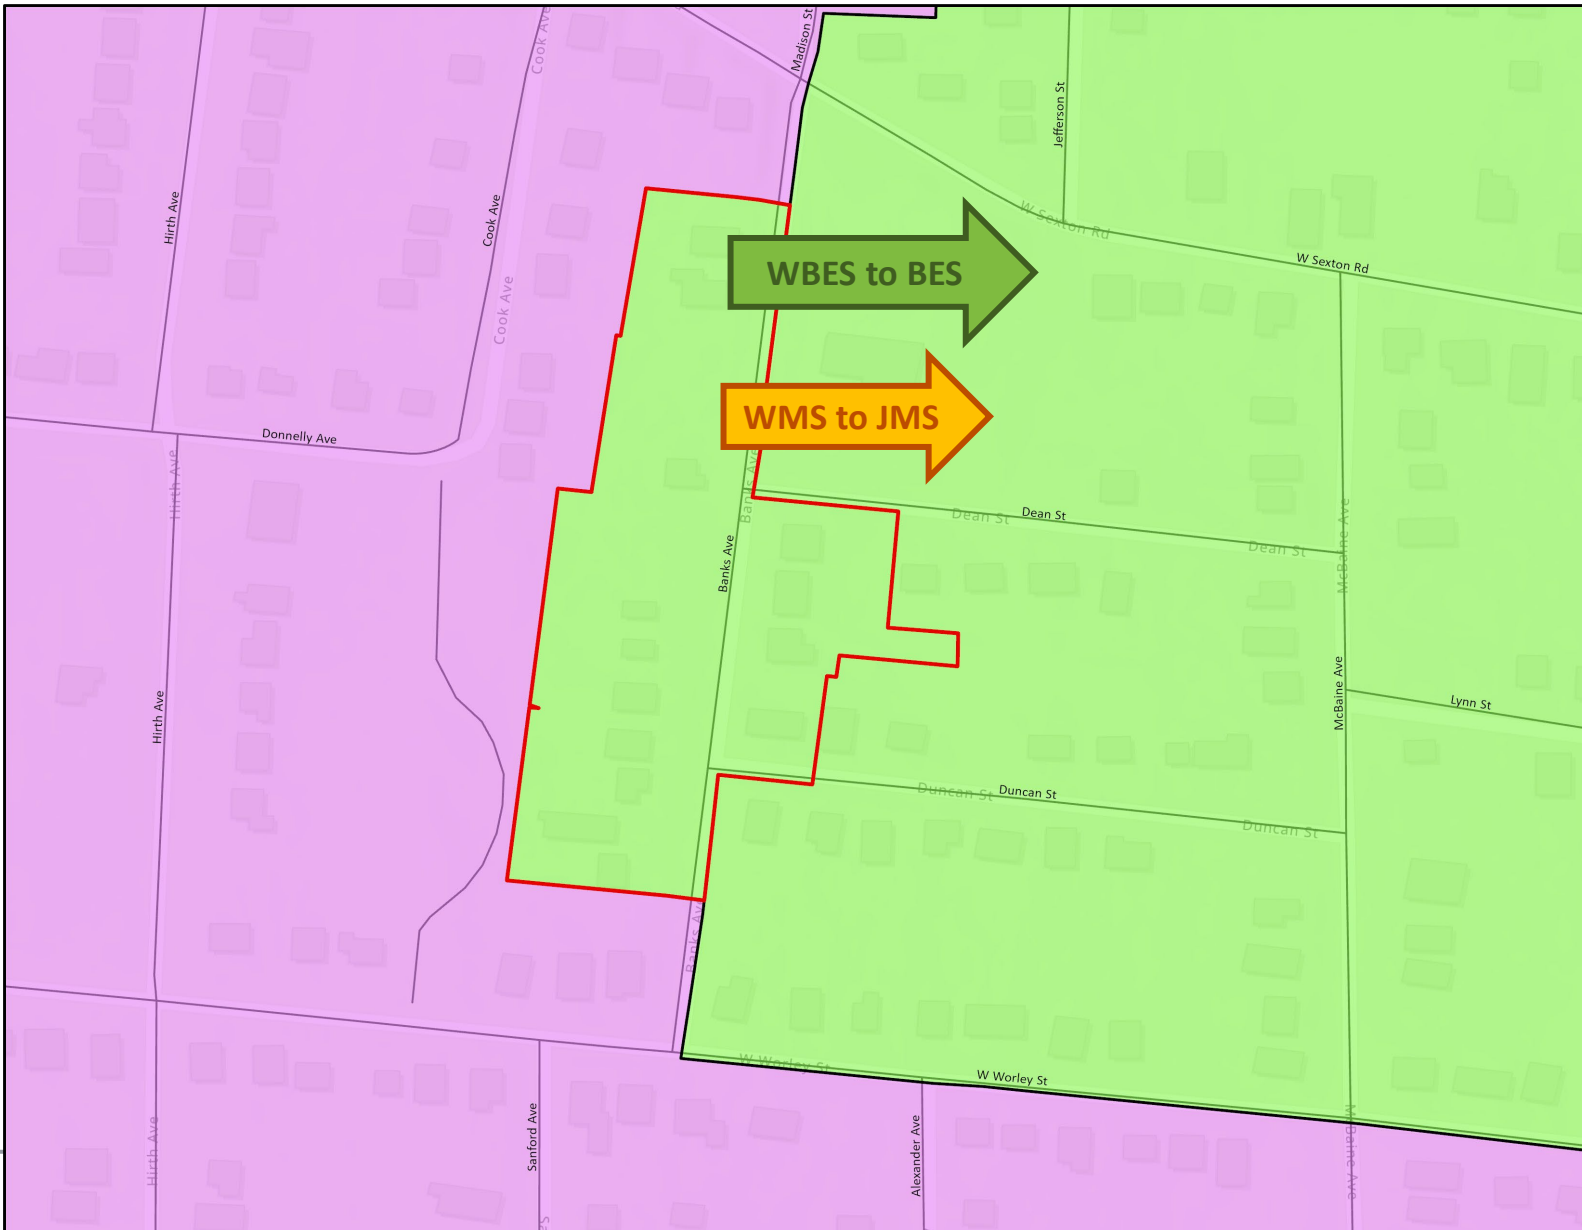 Cook Ave
Madison St
Jefferson St
Hirth Ave
Cook Ave
W Sexton Rd
W Sexton Rd
WBES to BES
Cook Ave
WMS to JMS
Donnelly Ave
Hirth Ave
Banks Ave
Dean St
Dean St
Dean St
McBaine Ave
Banks Ave
Hirth Ave
McBaine Ave
Lynn St
Duncan St
Duncan St
Duncan St
Banks Ave
W Worley St
W Worley St
Hirth Ave
Sanford Ave
Alexander Ave
McBaine Ave